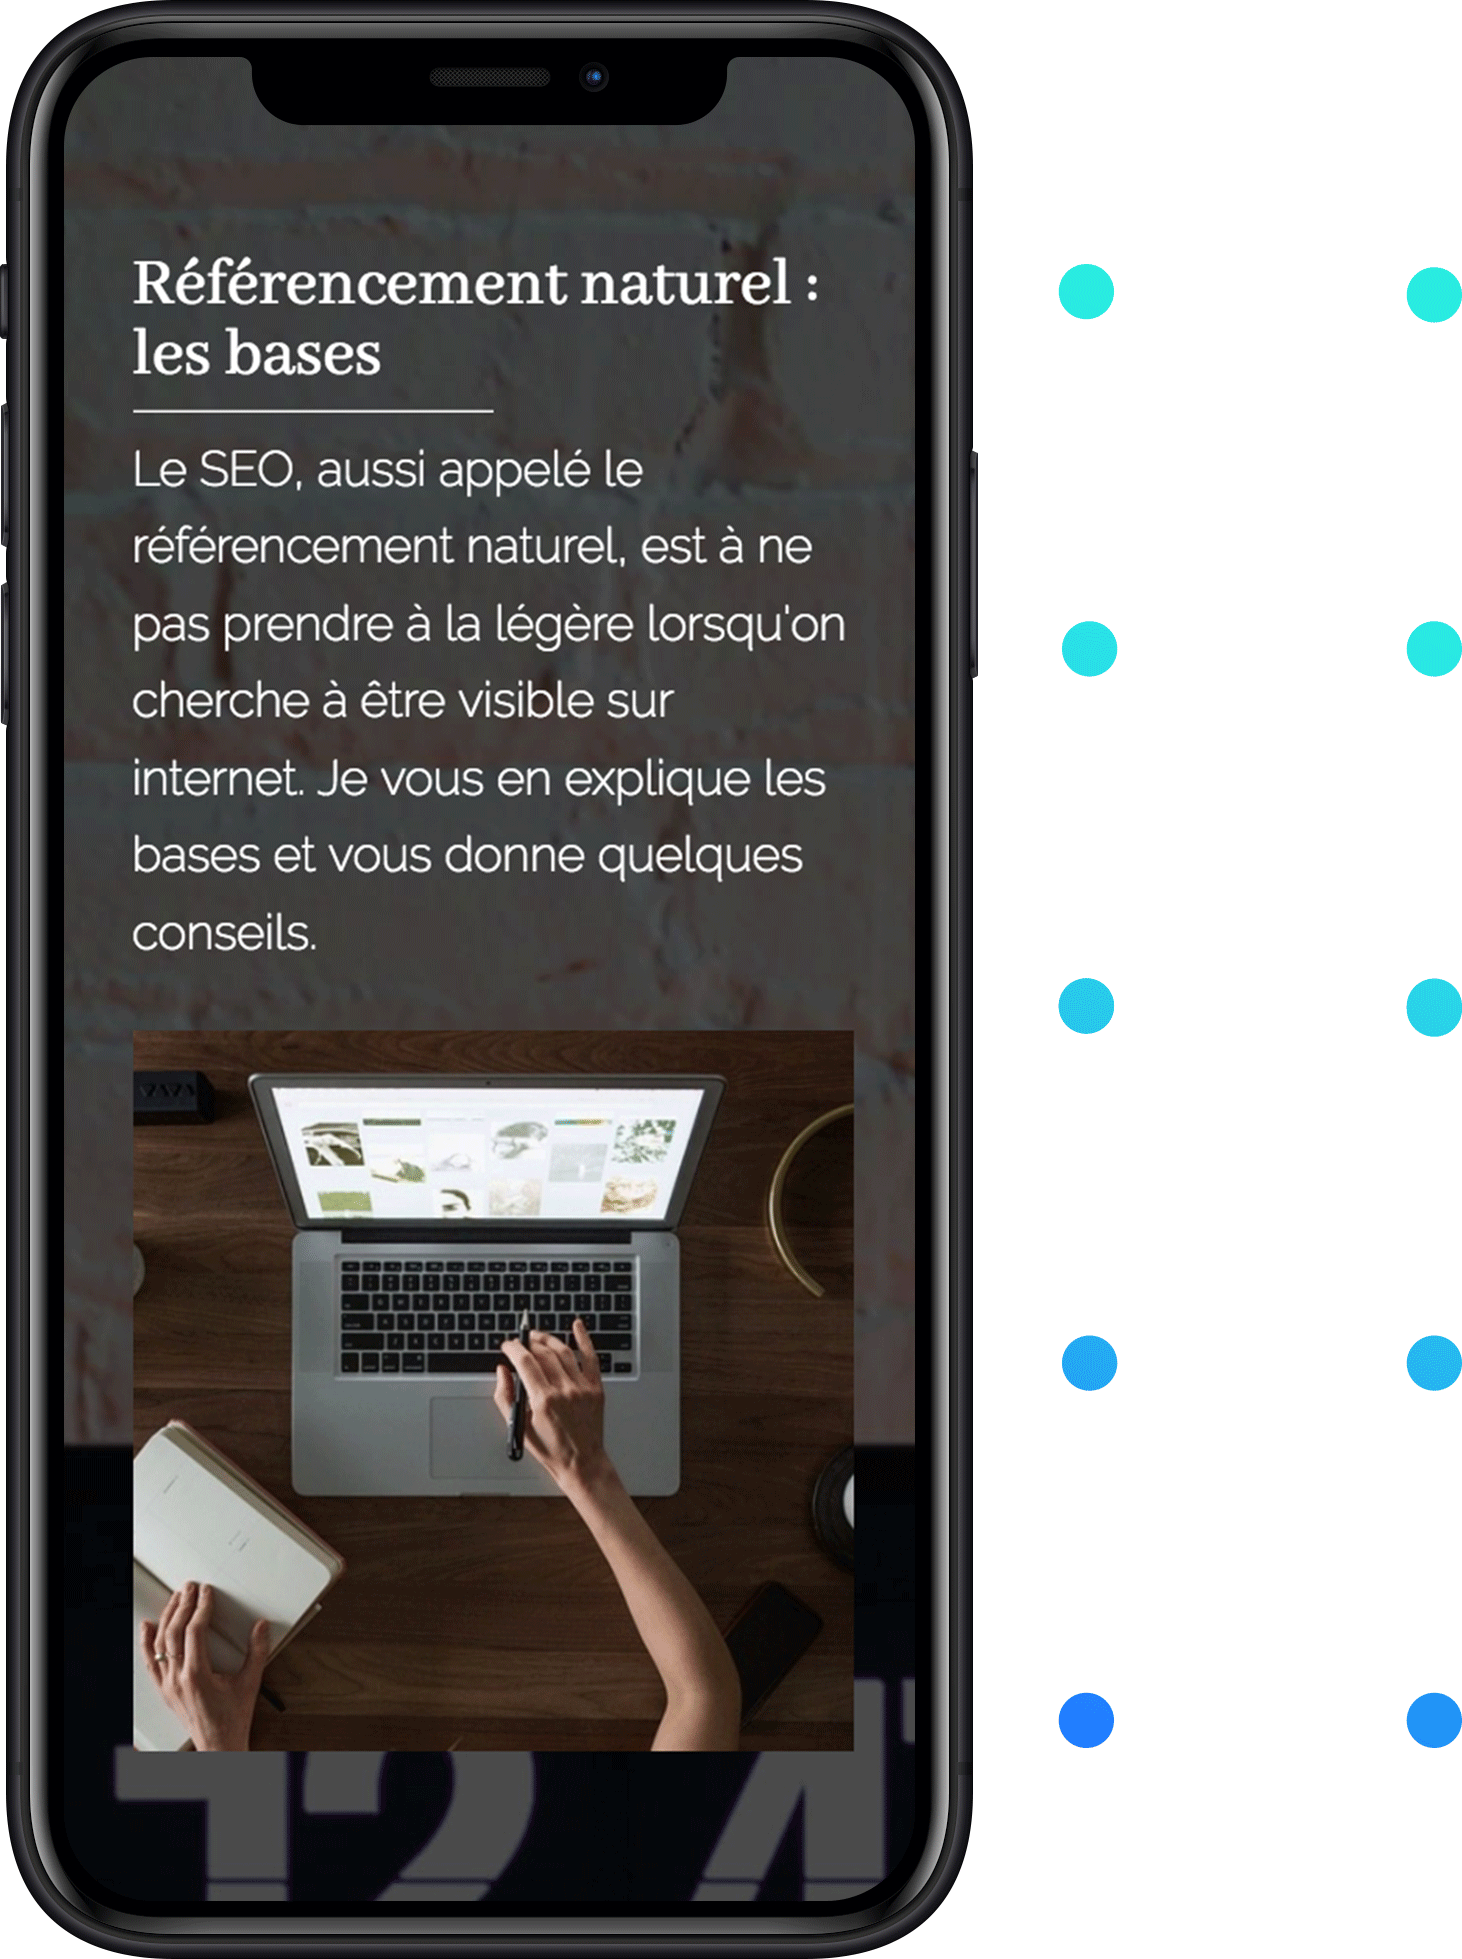 Référencement naturel :
les bases
Le SEO, aussi appelé le
référencement naturel, est à ne
pas prendre à la légère lorsqu'on
cherche à être visible sur
internet. Je vous en explique les
bases et vous donne quelques
conseils.